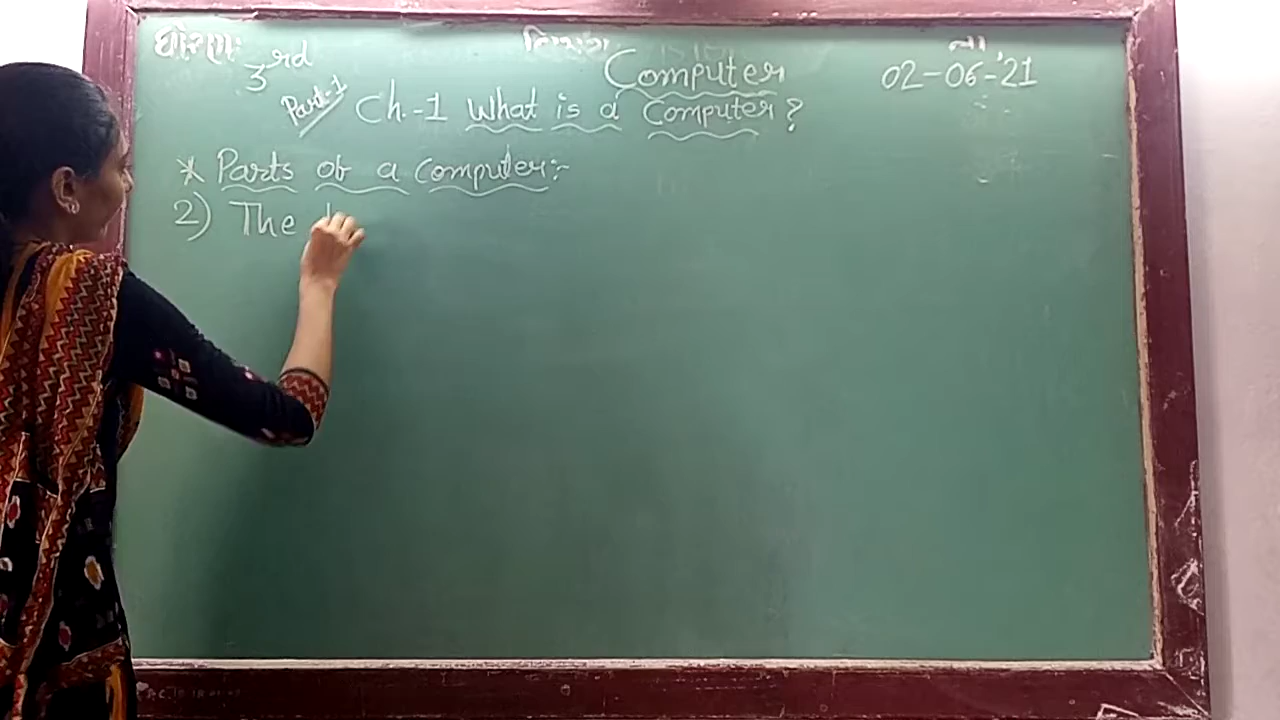 ધોરણ: 3rd વિષય: Computer તા. 02-06-'21
Part-1 Ch.-1 What is a Computer?
* Parts of a computer:-
2) The